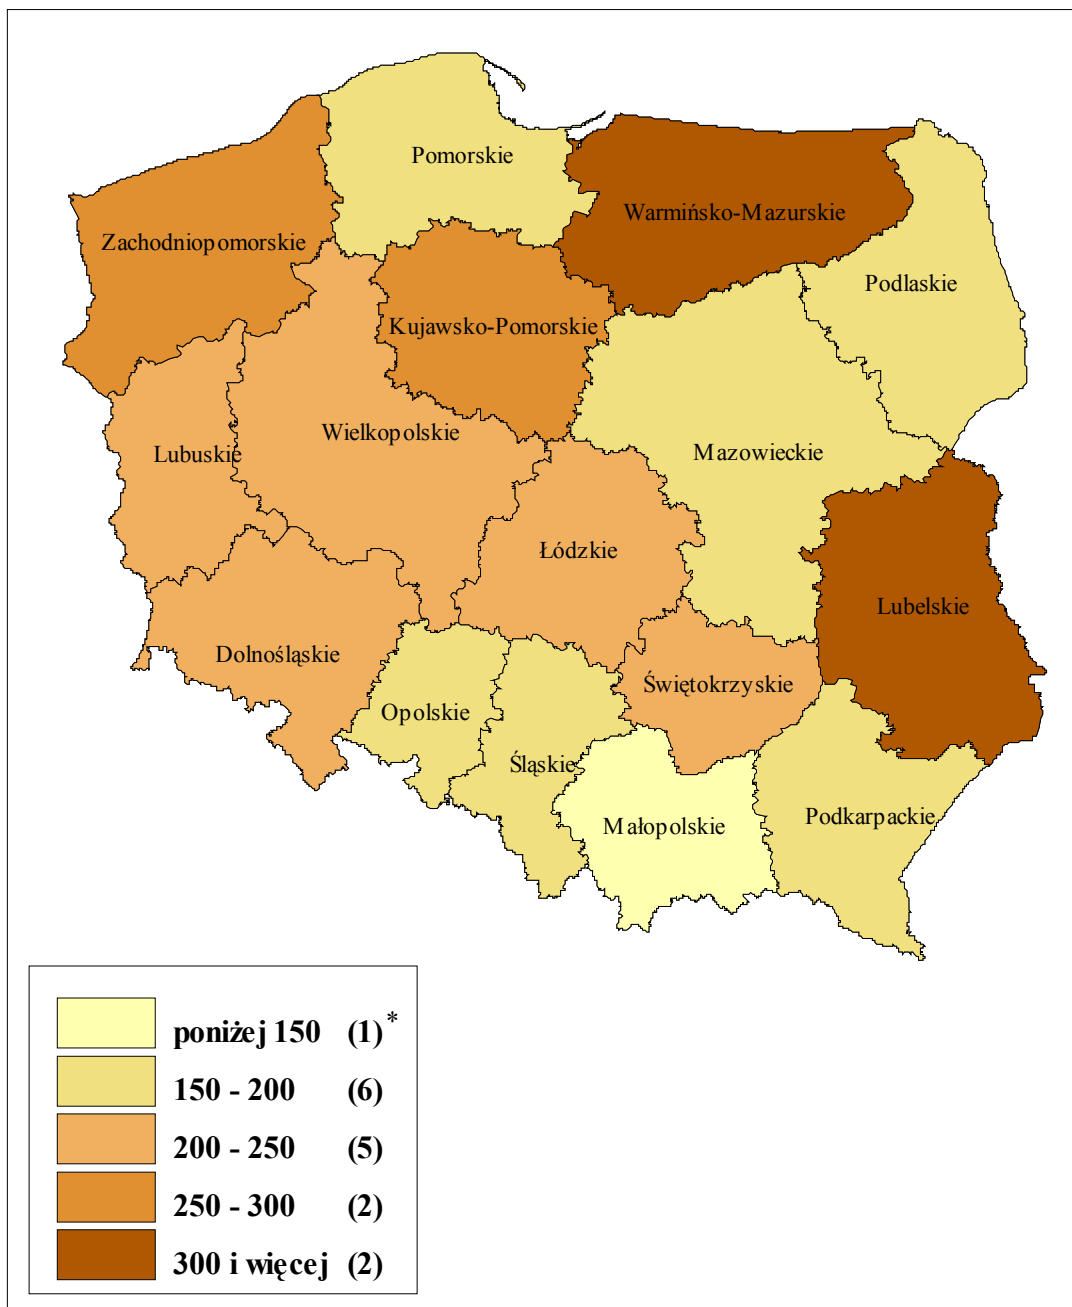 Pomorskie
Warmińsko-Mazurskie
Zachodniopomorskie
Podlaskie
Kujawsko-Pomorskie
Wielkopolskie
Lubuskie
Mazowieckie
Łódzkie
Lubelskie
Dolnośląskie
Świętokrzyskie
Opolskie
Śląskie
Podkarpackie
Małopolskie
poniżej 150 (1)*
150 - 200 (6)
200 - 250 (5)
250 - 300 (2)
300 i więcej (2)